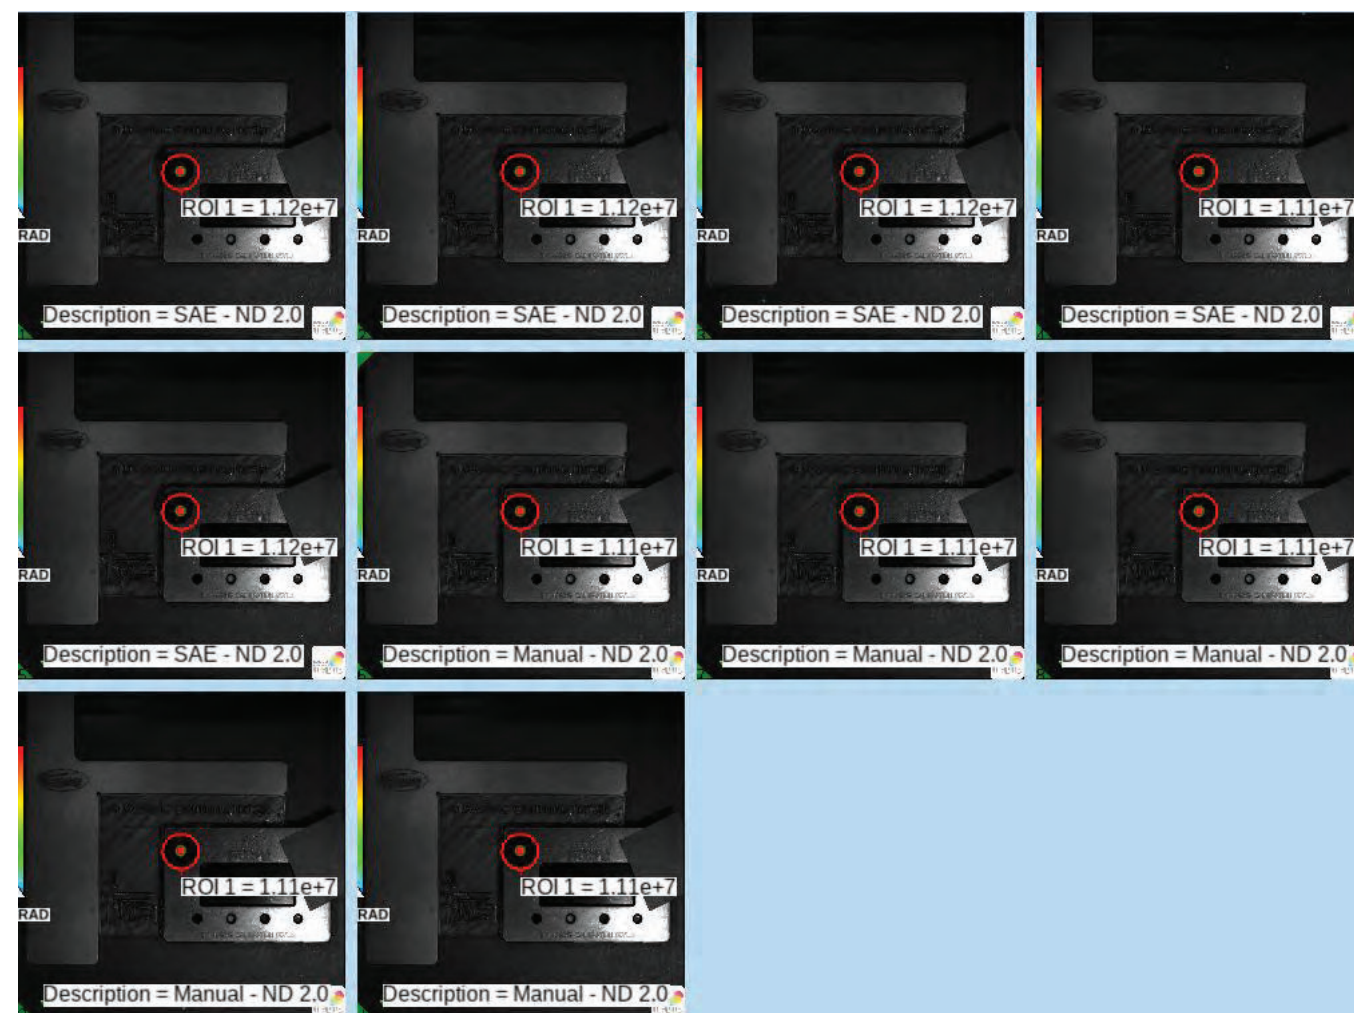 ROI 1 = 1.12e+7
RAD
Description = SAE - ND 2.0
ROI 1 = 1.12e+7
RAD
Description = SAE - ND 2.0
ROI 1 = 1.12e+7
RAD
Description = SAE - ND 2.0
ROI 1 = 1.11e+7
RAD
Description = SAE - ND 2.0
ROI 1 = 1.12e+7
RAD
Description = SAE - ND 2.0
ROI 1 = 1.11e+7
RAD
Description = Manual - ND 2.0
ROI 1 = 1.11e+7
RAD
Description = Manual - ND 2.0
ROI 1 = 1.11e+7
RAD
Description = Manual - ND 2.0
ROI 1 = 1.11e+7
RAD
Description = Manual - ND 2.0
ROI 1 = 1.11e+7
RAD
Description = Manual - ND 2.0